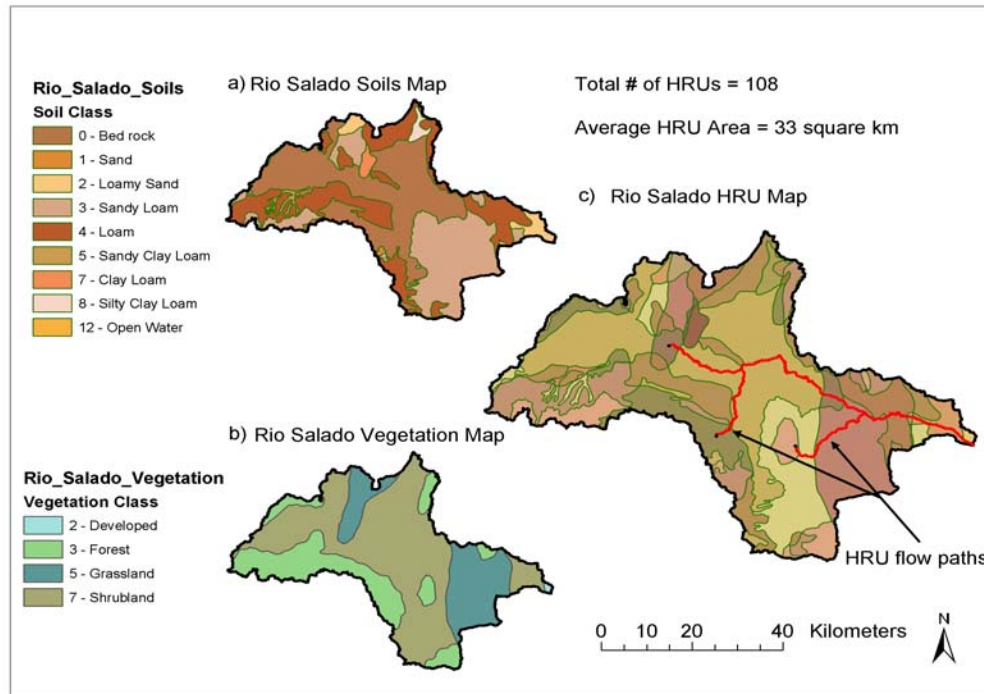 a) Rio Salado Soils Map
Total # of HRUs = 108
Average HRU Area = 33 square km
Rio_Salado_Soils
Soil Class
0 - Bed rock
1 - Sand
2 - Loamy Sand
3 - Sandy Loam
4 - Loam
5 - Sandy Clay Loam
7 - Clay Loam
8 - Silty Clay Loam
12 - Open Water
c) Rio Salado HRU Map
b) Rio Salado Vegetation Map
Rio_Salado_Vegetation
Vegetation Class
2 - Developed
3 - Forest
5 - Grassland
7 - Shrubland
HRU flow paths
0 10 20 40 Kilometers
N